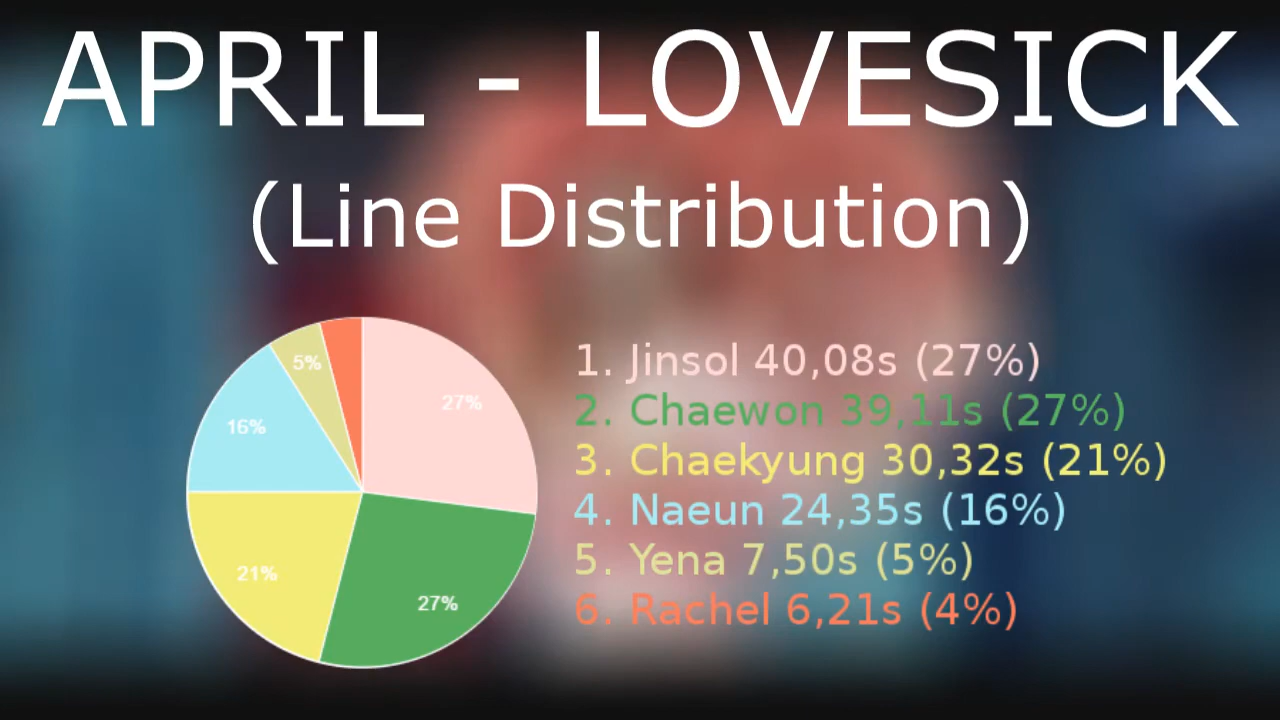 APRIL - LOVESICK
(Line Distribution)
5%
27%
16%
21%
27%
1. Jinsol 40,08s (27%)
2. Chaewon 39,11s (27%)
3. Chaekyung 30,32s (21%)
4. Naeun 24,35s (16%)
5. Yena 7,50s (5%)
6. Rachel 6,21s (4%)